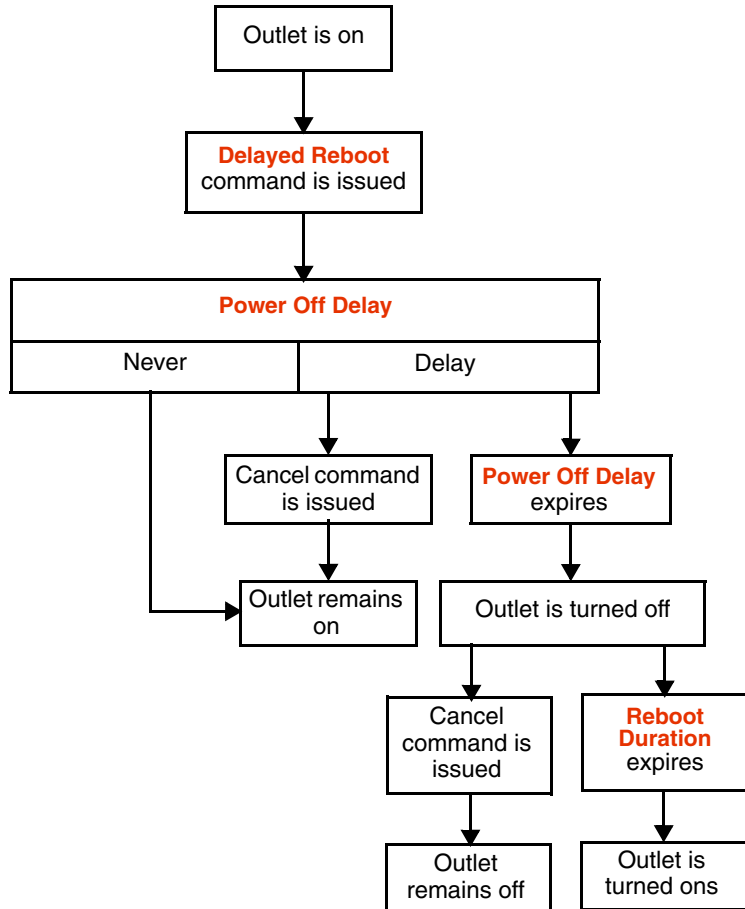 Outlet is on
Delayed Reboot
command is issued
Power Off Delay
Never
Delay
Cancel command
is issued
Power Off Delay
expires
Outlet remains
on
Outlet is turned off
Cancel
command is
issued
Reboot
Duration
expires
Outlet
remains off
Outlet is
turned ons